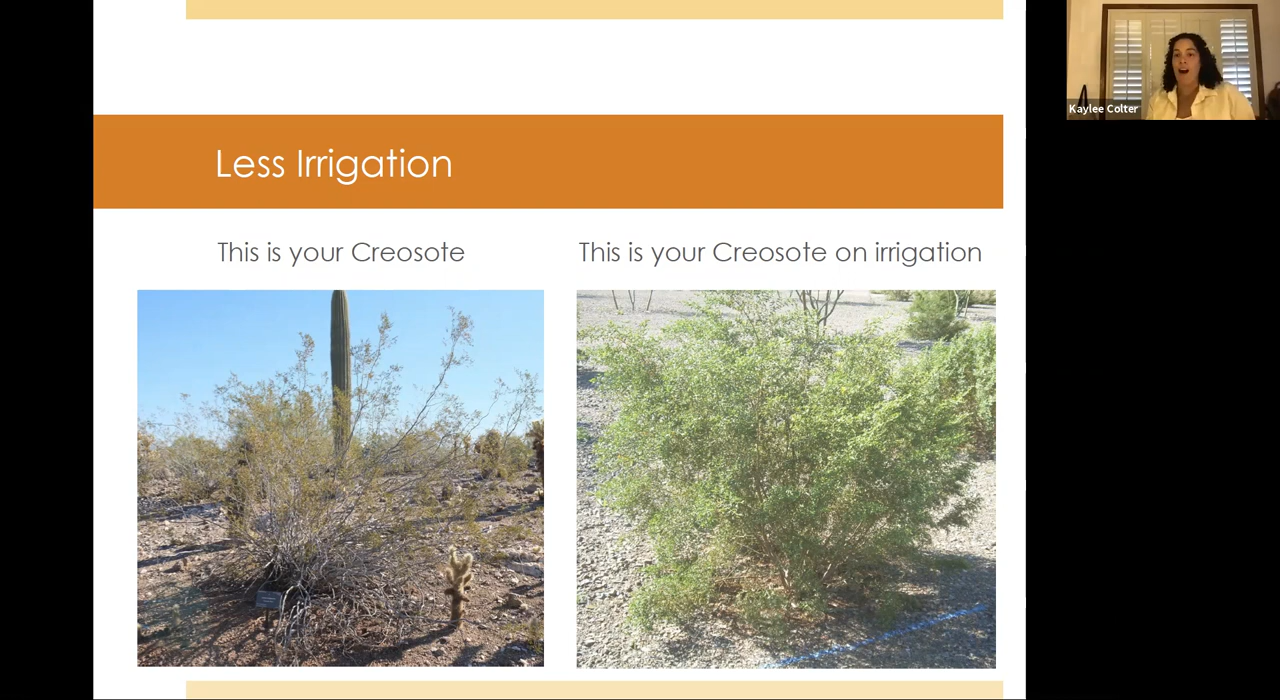 Less Irrigation
This is your Creosote
This is your Creosote on irrigation
Kaylee Colter